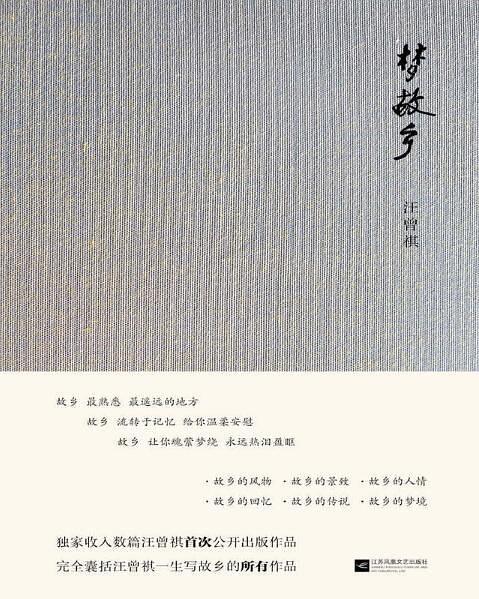 梦故乡
汪曾祺
故乡 最熟悉 最遥远的地方
故乡 流转于记忆 给你温柔安慰
故乡 让你魂萦梦绕 永远热泪盈眶
·故乡的风物 ·故乡的景致 ·故乡的人情
·故乡的回忆 ·故乡的传说 ·故乡的梦境
独家收入数篇汪曾祺首次公开出版作品
完全囊括汪曾祺一生写故乡的所有作品
江苏凤凰文艺出版社